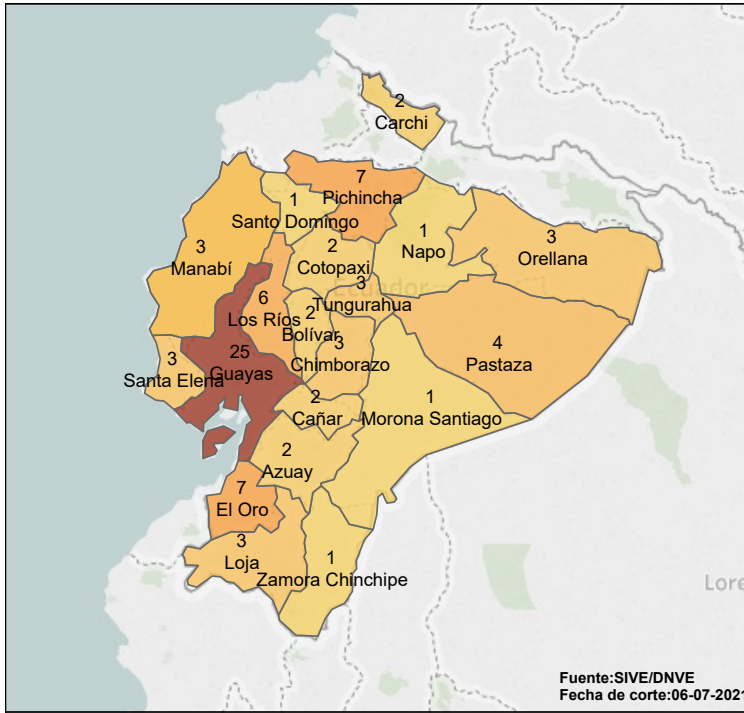 2
Carchi
7
Pichincha
1
Santo Domingo
1
Napo
3
Orellana
3
Manabí
2
Cotopaxi
3
Tungurahua
Ecuador
6
Los Ríos
2
Bolívar
3
Chimborazo
4
Pastaza
25
Guayas
3
Santa Elena
2
Cañar
1
Morona Santiago
2
Azuay
7
El Oro
3
Loja
1
Zamora Chinchipe
Lore
Fuente:SIVE/DNVE
Fecha de corte:06-07-2021